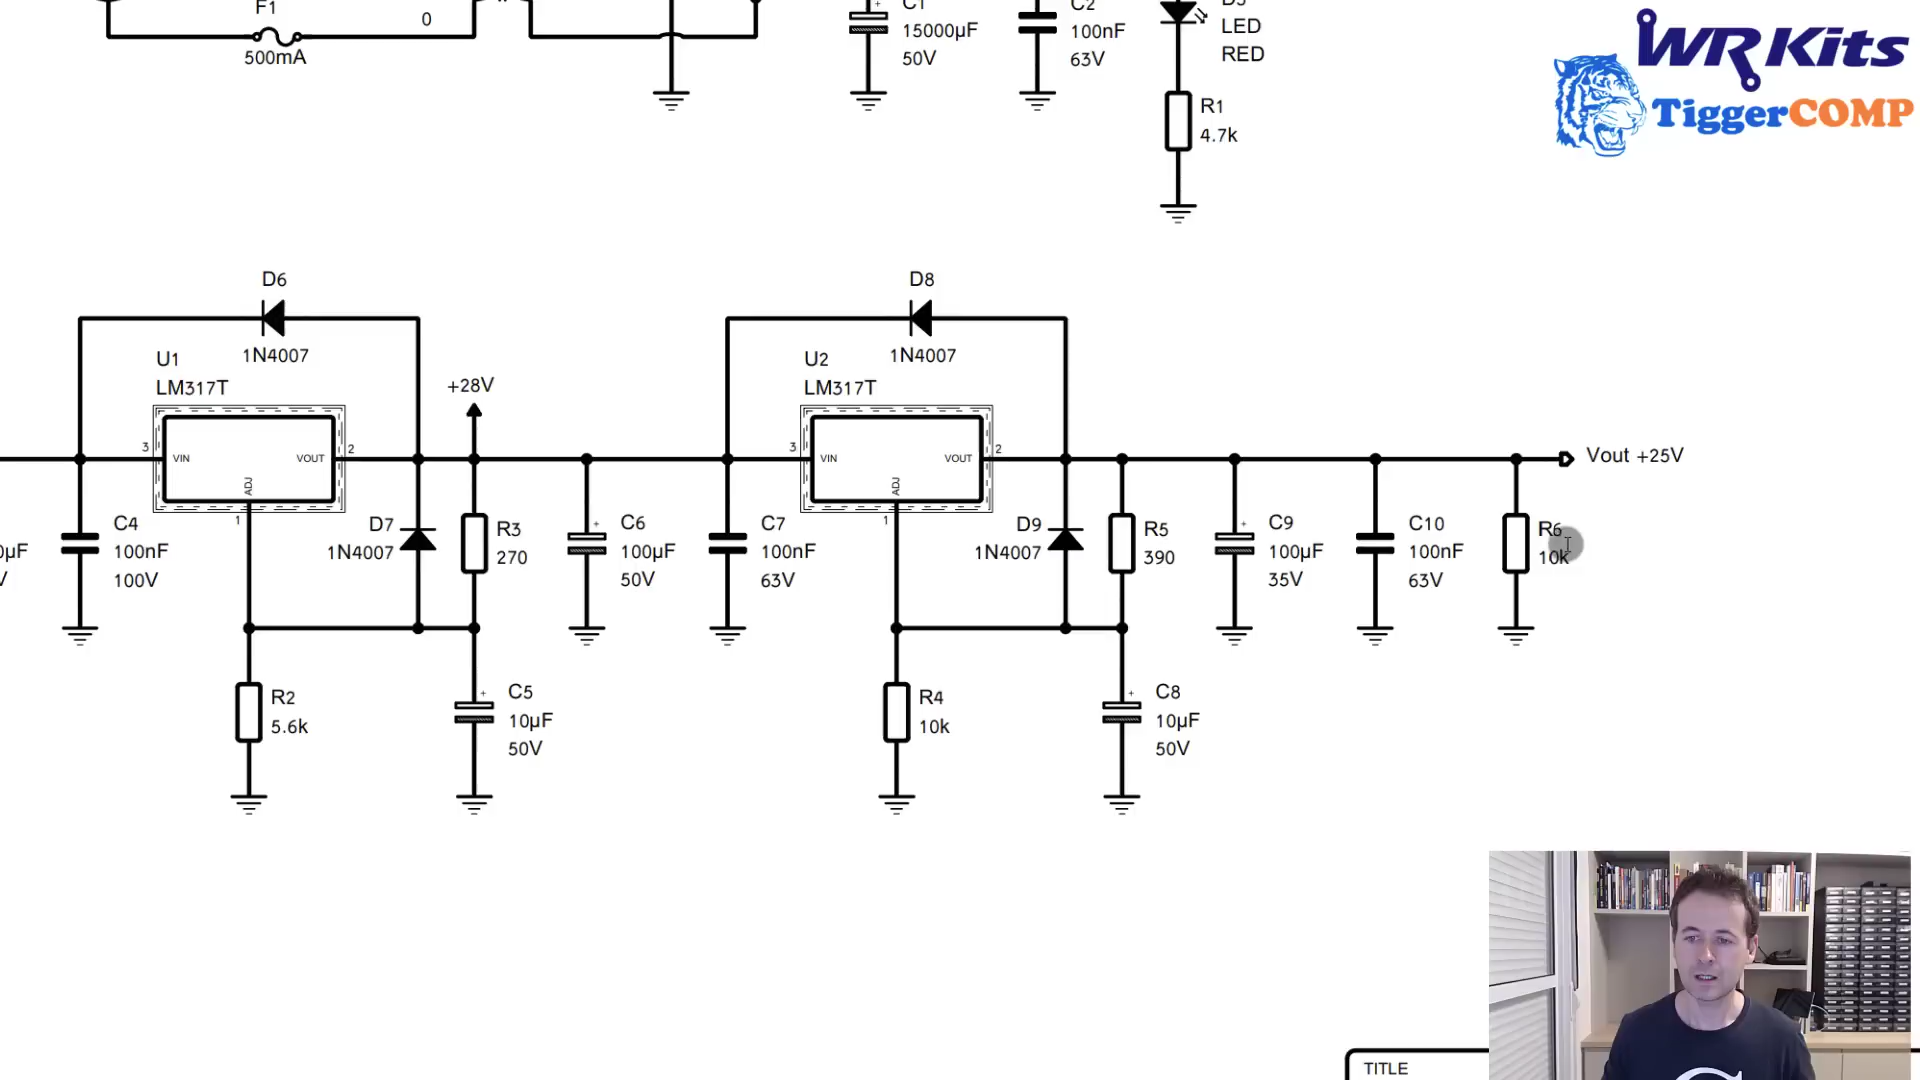 F1
500mA
0
C1
15000µF
50V
C2
100nF
63V
LED
RED
R1
4.7k
WR Kits
TiggerCOMP
D6
1N4007
U1
LM317T
3
VIN
VOUT
2
ADJ
1
+28V
C4
100nF
100V
D7
1N4007
R3
270
C6
100µF
50V
R2
5.6k
C5
10µF
50V
D8
1N4007
U2
LM317T
3
VIN
VOUT
2
ADJ
1
C7
100nF
63V
D9
1N4007
R5
390
C9
100µF
35V
C10
100nF
63V
R6
10k
Vout +25V
R4
10k
C8
10µF
50V
TITLE